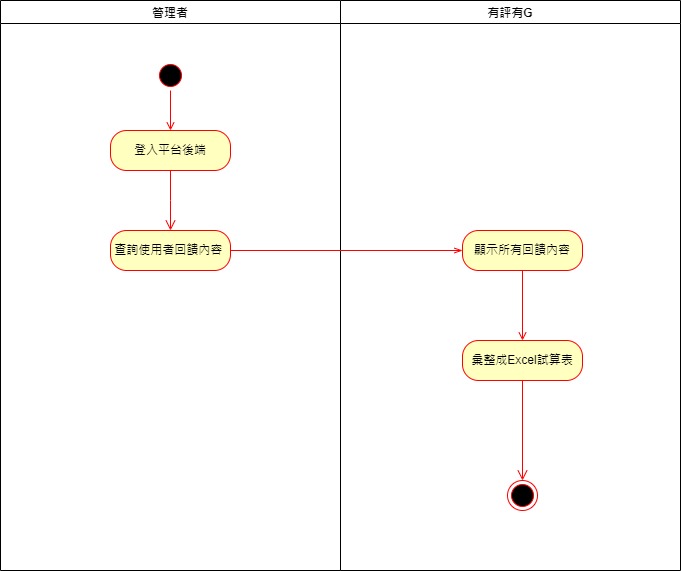 管理者
有評有G
登入平台後端
查詢使用者回饋內容
顯示所有回饋內容
彙整成Excel試算表